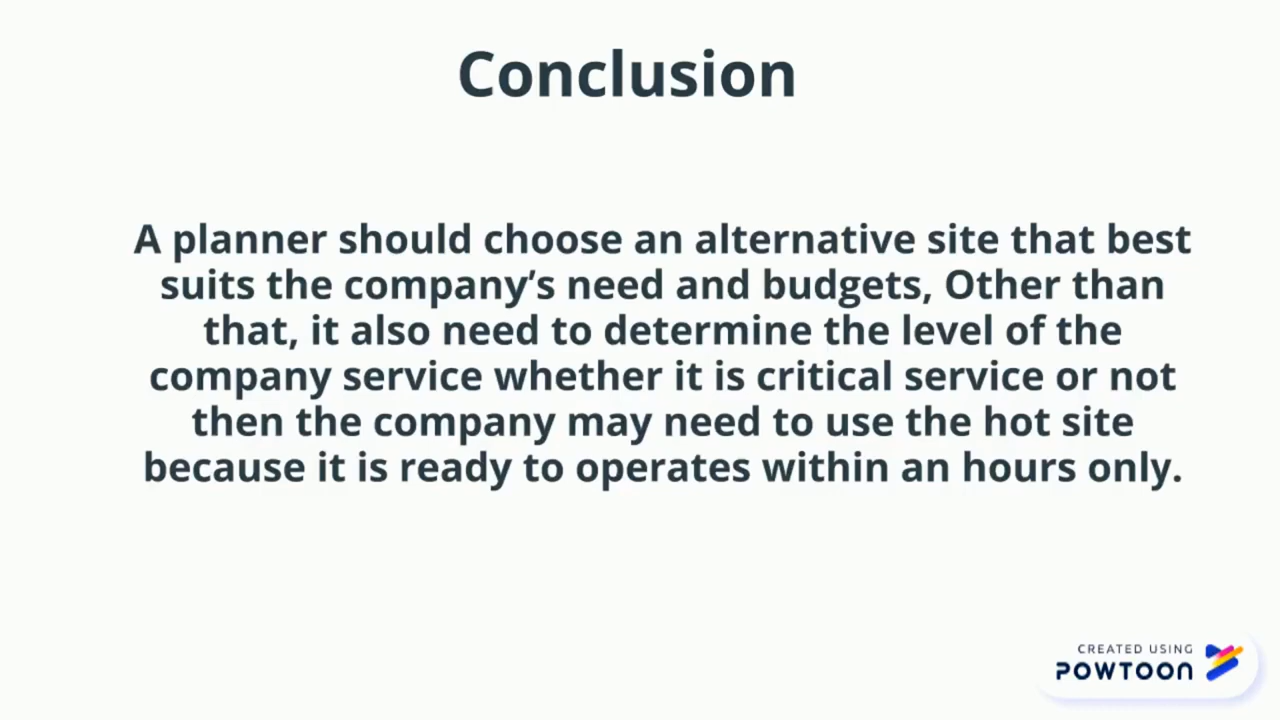 Conclusion
A planner should choose an alternative site that best
suits the company’s need and budgets, Other than
that, it also need to determine the level of the
company service whether it is critical service or not
then the company may need to use the hot site
because it is ready to operates within an hours only.
CREATED USING
POWTOON